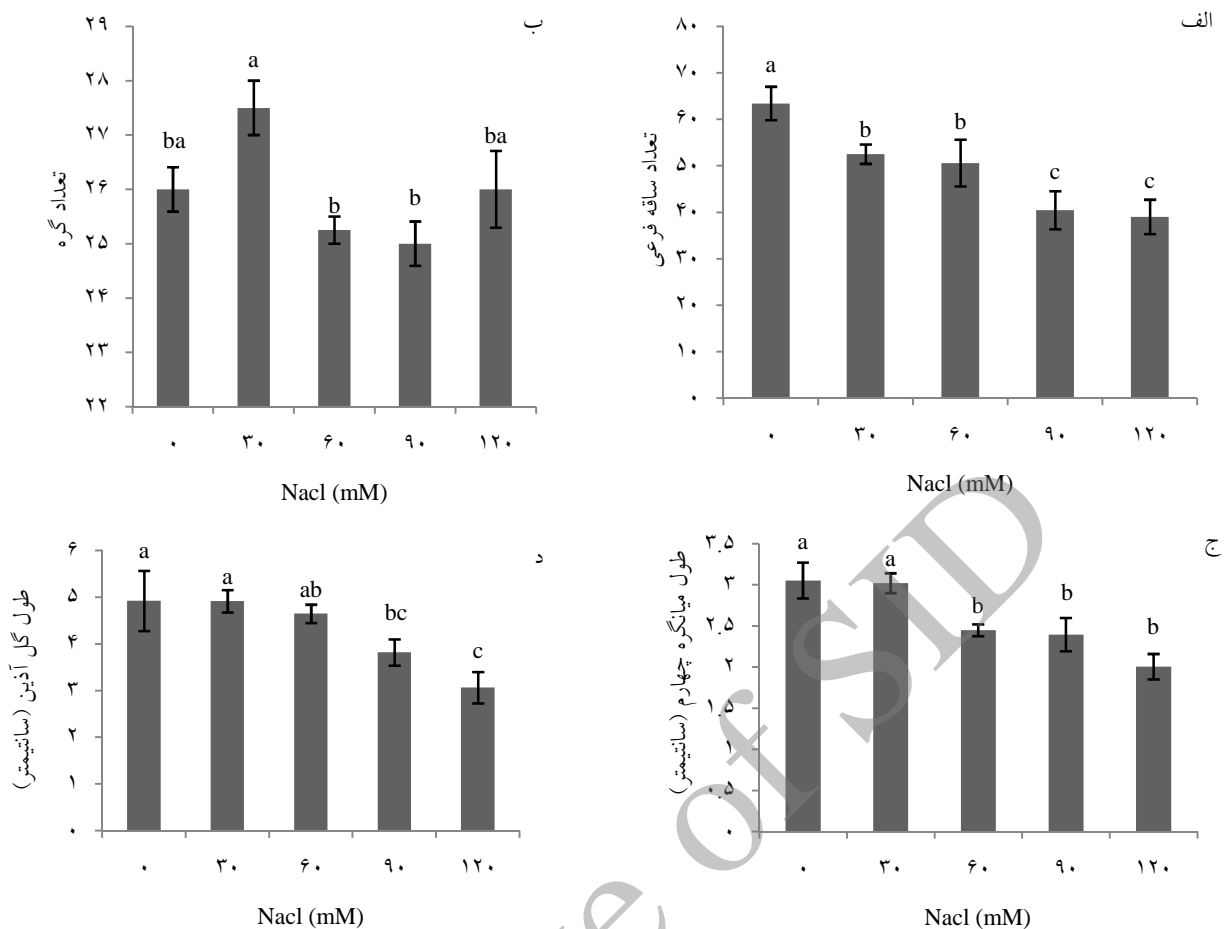 الف
تعداد ساقه فرعی
۸۰
۷۰
۶۰
۵۰
۴۰
۳۰
۲۰
۱۰
۰
a
b
b
c
c
۰ ۳۰ ۶۰ ۹۰ ۱۲۰
Nacl (mM)
ب
تعداد گره
۲۹
۲۸
۲۷
۲۶
۲۵
۲۴
۲۳
۲۲
ba
a
b
b
ba
۰ ۳۰ ۶۰ ۹۰ ۱۲۰
Nacl (mM)
ج
طول میانگره چهارم (سانتیمتر)
۳.۵
۳
۲.۵
۲
۱.۵
۱
۰.۵
۰
a
a
b
b
b
۰ ۳۰ ۶۰ ۹۰ ۱۲۰
Nacl (mM)
د
طول گل آذین (سانتیمتر)
۶
۵
۴
۳
۲
۱
۰
a
a
ab
bc
c
۰ ۳۰ ۶۰ ۹۰ ۱۲۰
Nacl (mM)
of SID